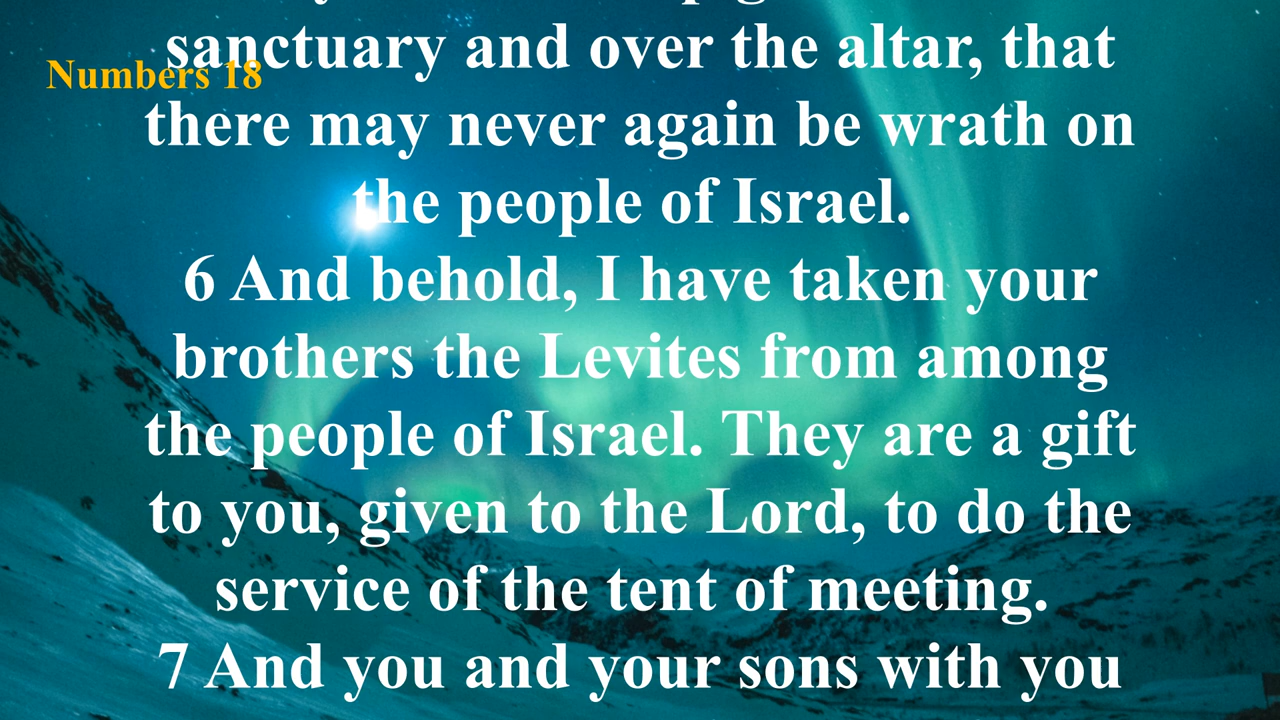 Numbers 18
sanctuary and over the altar, that
there may never again be wrath on
the people of Israel.
6 And behold, I have taken your
brothers the Levites from among
the people of Israel. They are a gift
to you, given to the Lord, to do the
service of the tent of meeting.
7 And you and your sons with you